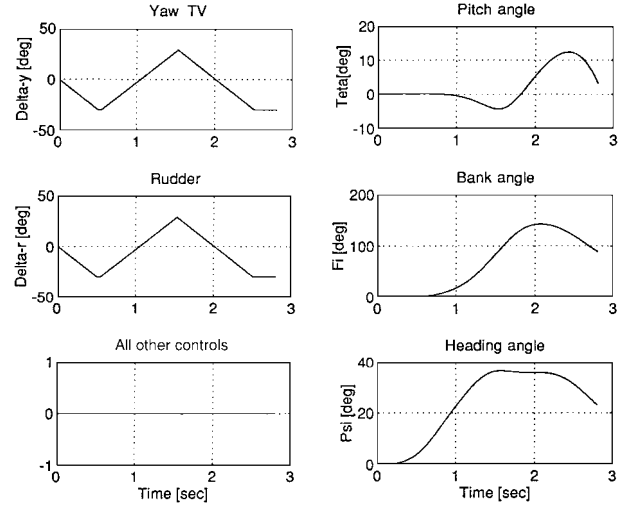 Yaw TV
Delta-y [deg]
50
0
-50
0 1 2 3
Pitch angle
Teta[deg]
20
10
0
-10
0 1 2 3
Rudder
Delta-r [deg]
50
0
-50
0 1 2 3
Bank angle
Fi [deg]
200
100
0
0 1 2 3
All other controls
1
0
-1
0 1 2 3
Time [sec]
Heading angle
Psi [deg]
40
20
0
0 1 2 3
Time [sec]